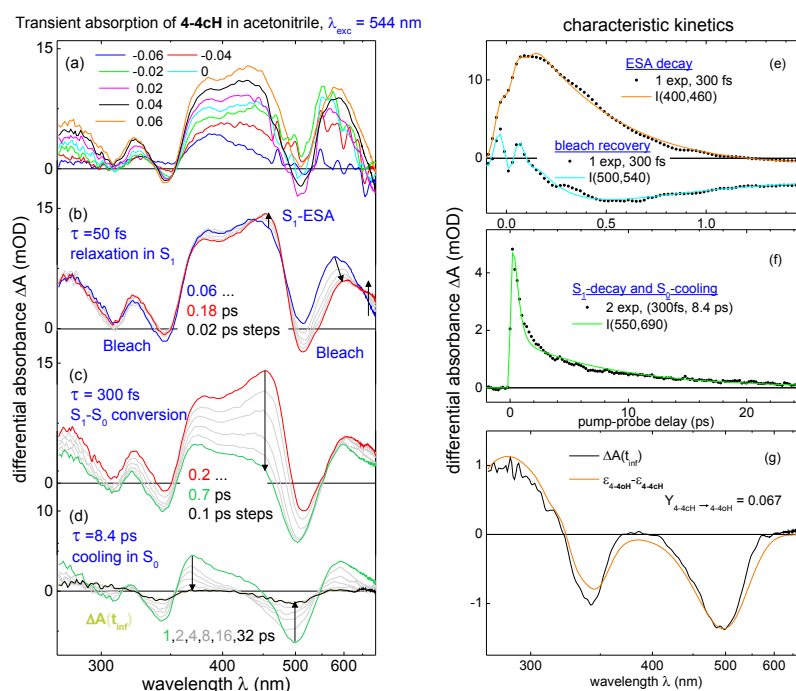 Transient absorption of 4-4cH in acetonitrile, λexc = 544 nm
characteristic kinetics
differential absorbance ΔA (mOD)
(a)
-0.06 -0.04
-0.02 0
0.02
0.04
0.06
15
0
(b)
τ =50 fs
relaxation in S1
S1-ESA
0.06 ...
0.18 ps
0.02 ps steps
Bleach
Bleach
15
0
(c)
τ = 300 fs
S1-S0 conversion
0.2 ...
0.7 ps
0.1 ps steps
15
0
(d)
τ =8.4 ps
cooling in S0
ΔA(tinf)
1,2,4,8,16,32 ps
10
0
300 400 500 600
wavelength λ (nm)
differential absorbance ΔA (mOD)
(e)
ESA decay
1 exp, 300 fs
I(400,460)
bleach recovery
1 exp, 300 fs
I(500,540)
10
0
0.0 0.5 1.0
(f)
S1-decay and S0-cooling
2 exp, (300fs, 8.4 ps)
I(550,690)
4
2
0
0 10 20
pump-probe delay (ps)
(g)
ΔA(tinf)
ε4-4oH-ε4-4cH
Y4-4cH→4-4oH = 0.067
1
0
-1
300 400 500 600
wavelength λ (nm)